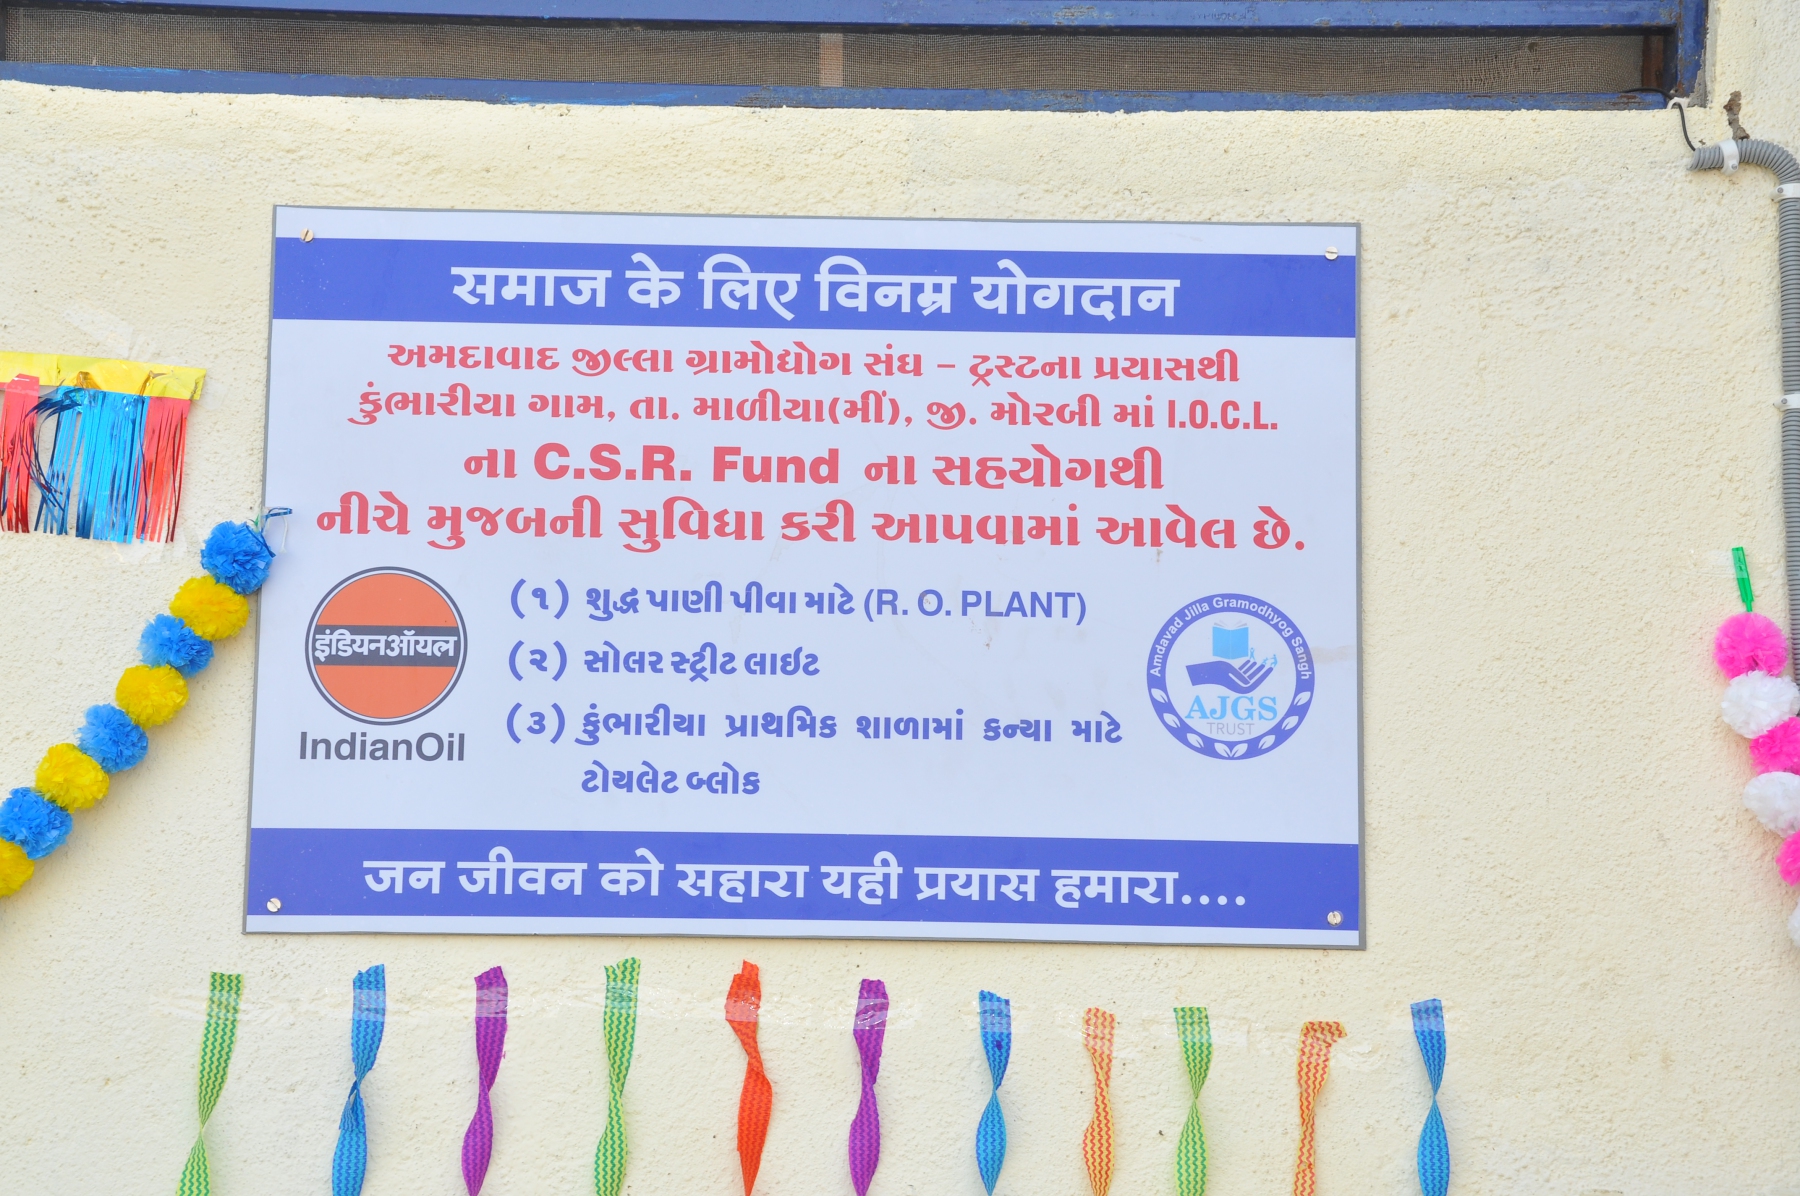 समाज के लिए विनम्र योगदान
અમદાવાદ જીલ્લા ગ્રામોદ્યોગ સંઘ – ટ્રસ્ટના પ્રયાસથી
કુંભારીયા ગામ, તા. માળીયા(મીં), જી. મોરબી માં I.O.C.L.
ના C.S.R. Fund ના સહયોગથી
નીચે મુજબની સુવિધા કરી આપવામાં આવેલ છે.
(૧) શુદ્ધ પાણી પીવા માટે (R. O. PLANT)
(૨) સોલર સ્ટ્રીટ લાઈટ
(૩) કુંભારીયા પ્રાથમિક શાળામાં કન્યા માટે
ટોયલેટ બ્લોક
इंडियनऑयल
IndianOil
Amdavad Jilla Gramodhyog Sangh
AJGS
TRUST
जन जीवन को सहारा यही प्रयास हमारा....